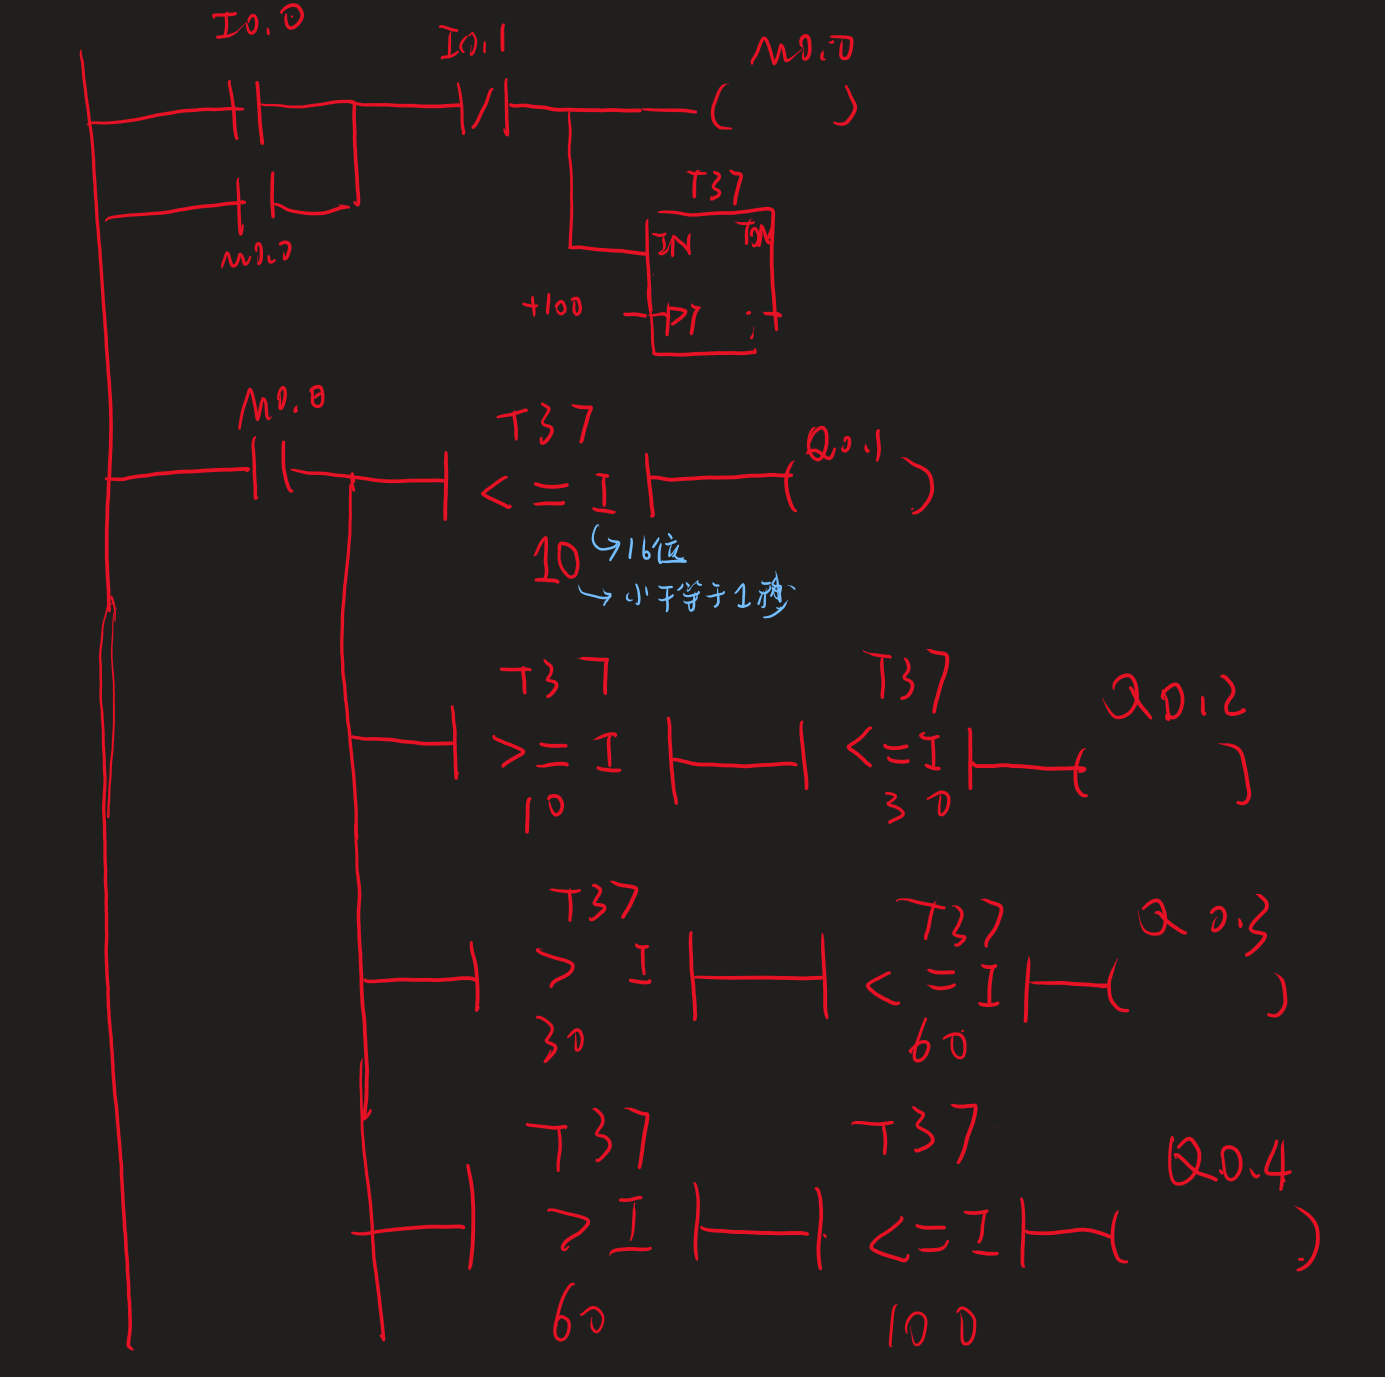 I0.0 I0.1 M0.0
M0.0
T37
IN TON
+100 PT
M0.0 T37 Q0.1
<=I
10 16位
小于等于1秒
T37 T37 Q0.2
>=I <=I
10 30
T37 T37 Q0.3
>I <=I
30 60
T37 T37 Q0.4
>I <=I
60 100